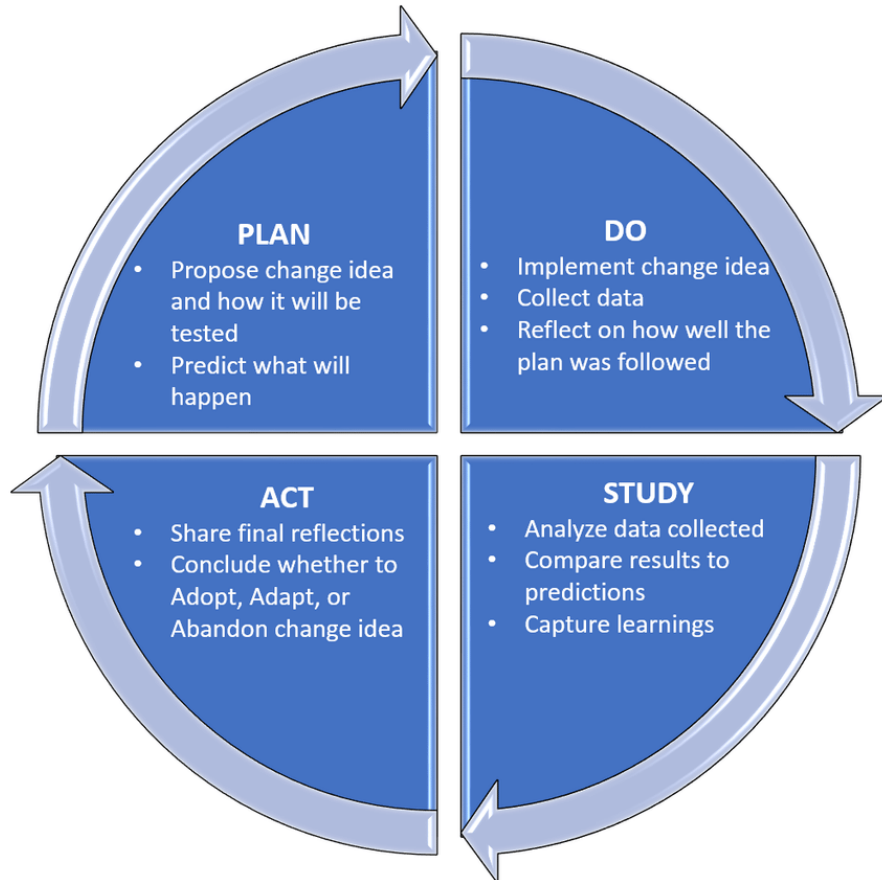 PLAN
• Propose change idea
and how it will be
tested
• Predict what will
happen
DO
• Implement change idea
• Collect data
• Reflect on how well the
plan was followed
STUDY
• Analyze data collected
• Compare results to
predictions
• Capture learnings
ACT
• Share final reflections
• Conclude whether to
Adopt, Adapt, or
Abandon change idea